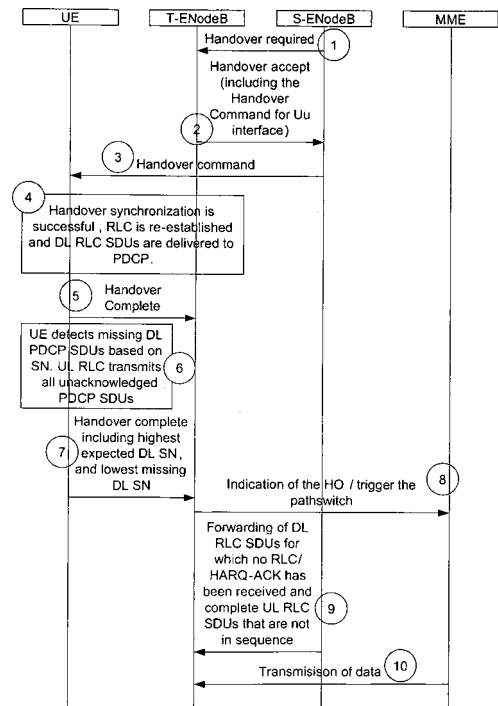 UE
T-ENodeB
S-ENodeB
MME
Handover required
1
Handover accept
(including the
Handover
Command for Uu
interface)
2
3
Handover command
4
Handover synchronization is
successful , RLC is re-established
and DL RLC SDUs are delivered to
PDCP.
5
Handover
Complete
UE detects missing DL
PDCP SDUs based on
SN. UL RLC transmits
all unacknowledged
PDCP SDUs
6
Handover complete
including highest
expected DL SN ,
and lowest missing
DL SN
7
8
Indication of the HO / trigger the
pathswitch
Forwarding of DL
RLC SDUs for
which no RLC/
HARQ-ACK has
been received and
complete UL RLC
SDUs that are not
in sequence
9
Transmisison of data
10